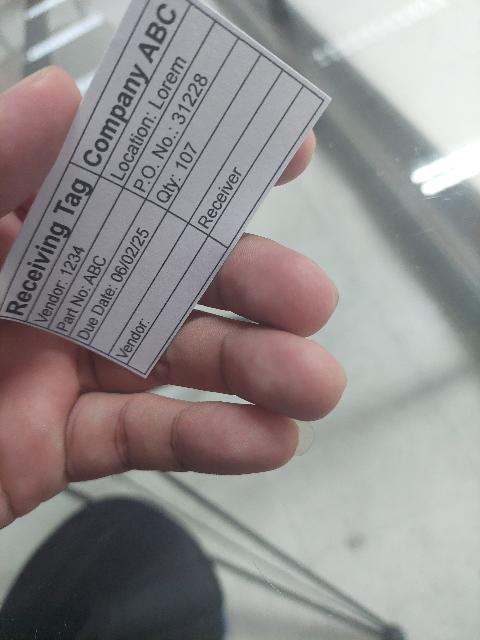 Receiving Tag Company ABC
Vendor: 1234 Location: Lorem
Part No: ABC P.O. No.: 31228
Due Date: 06/02/25 Qty: 107
Vendor: Receiver